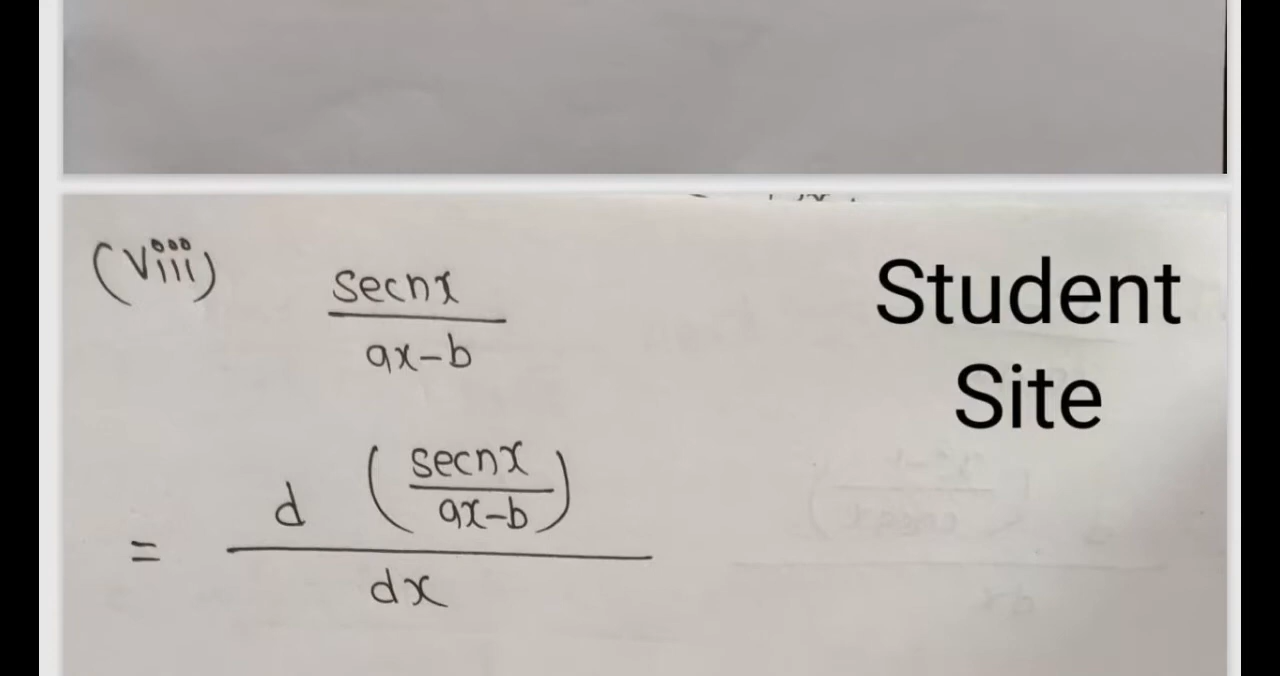 (Viii)
secnx
ax-b
Student
Site
d (secnx
ax-b)
=
dx